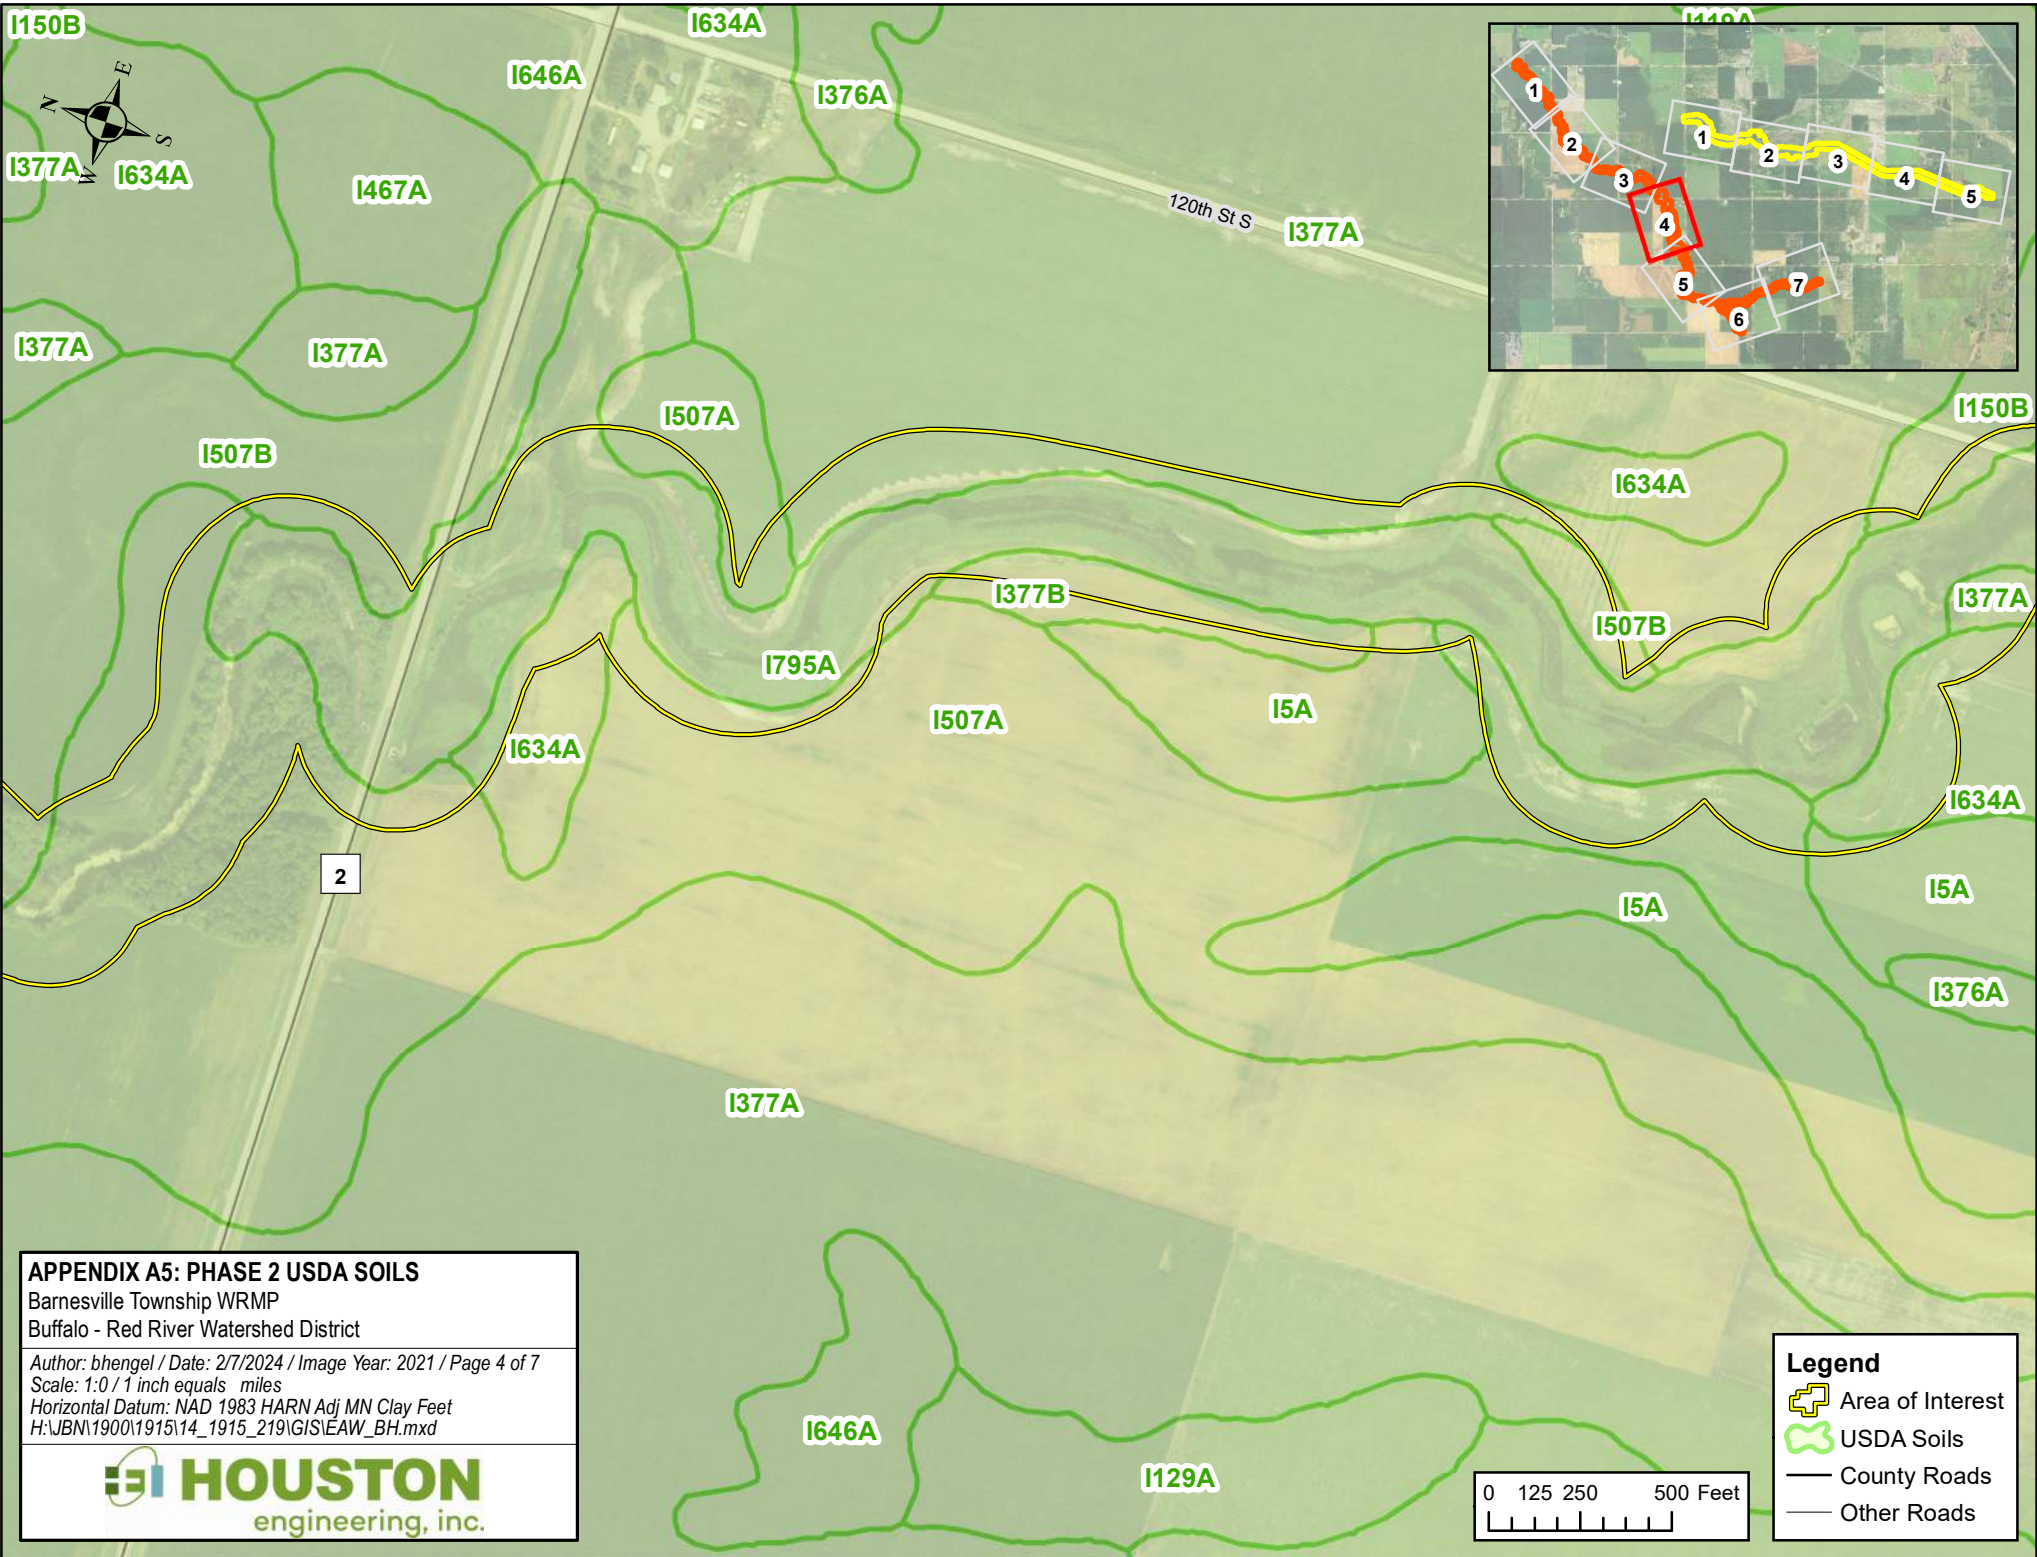 I150B
I634A
I119A
I646A
I376A
E
N
S
W
I377A
I634A
I467A
120th St S
I377A
1
2
3
4
5
6
7
1
2
3
4
5
I377A
I377A
I507A
I150B
I507B
I634A
I377B
I377A
I507B
I795A
I507A
I5A
I634A
I634A
2
I5A
I5A
I376A
I377A
I646A
I129A
APPENDIX A5: PHASE 2 USDA SOILS
Barnesville Township WRMP
Buffalo - Red River Watershed District
Author: bhengel / Date: 2/7/2024 / Image Year: 2021 / Page 4 of 7
Scale: 1:0 / 1 inch equals miles
Horizontal Datum: NAD 1983 HARN Adj MN Clay Feet
H:\JBN\1900\1915\14_1915_219\GIS\EAW_BH.mxd
HOUSTON
engineering, inc.
0 125 250 500 Feet
Legend
Area of Interest
USDA Soils
County Roads
Other Roads